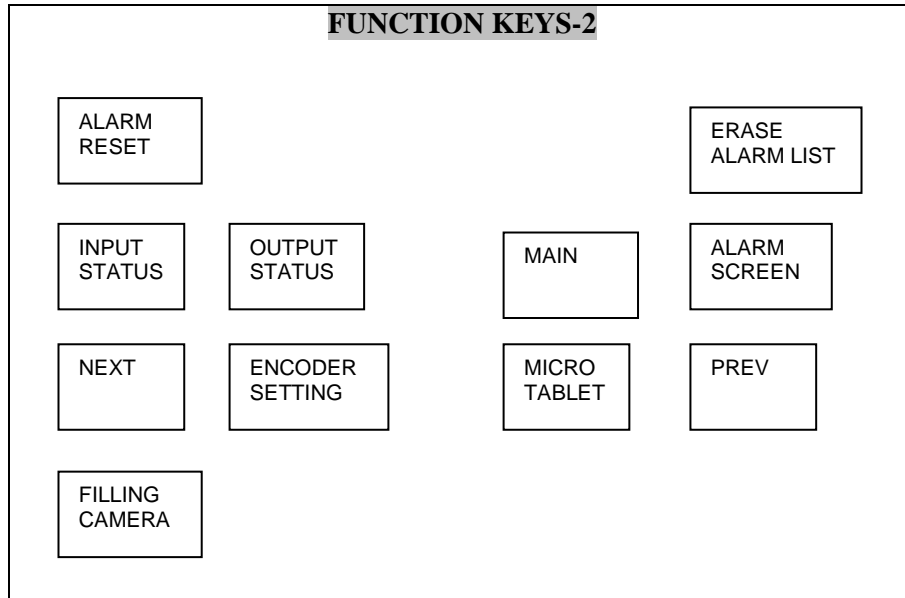 FUNCTION KEYS-2
ALARM
RESET
ERASE
ALARM LIST
INPUT
STATUS
OUTPUT
STATUS
MAIN
ALARM
SCREEN
NEXT
ENCODER
SETTING
MICRO
TABLET
PREV
FILLING
CAMERA